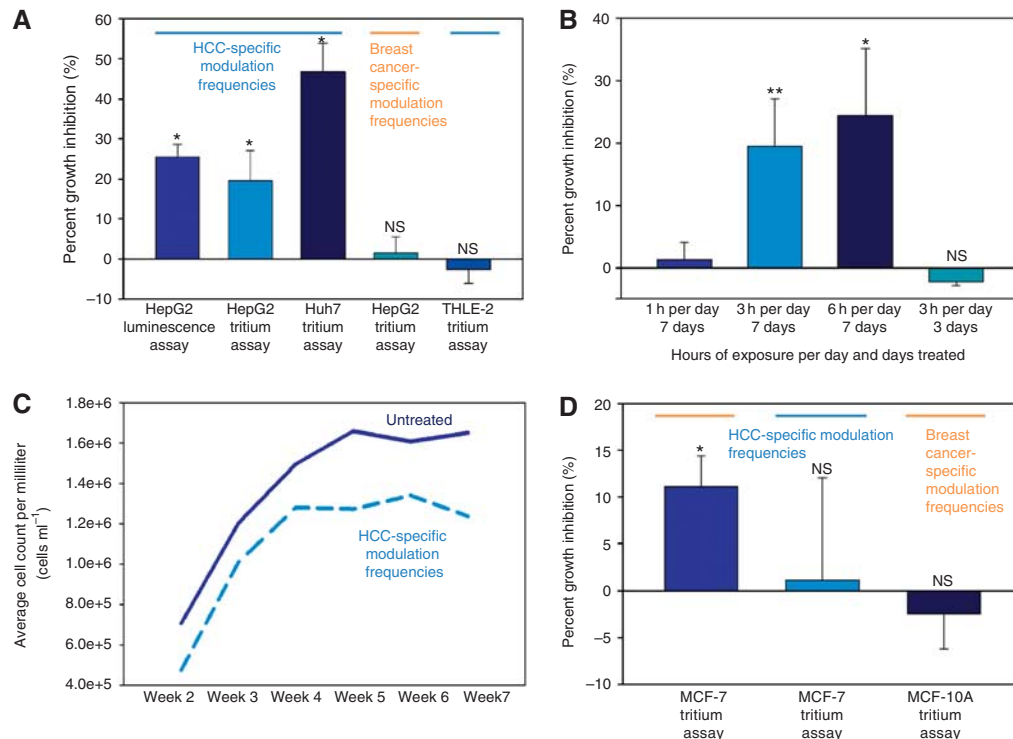 A
Percent growth inhibition (%)
60
50
40
30
20
10
0
−10
HCC-specific
modulation
frequencies
Breast
cancer-
specific
modulation
frequencies
*
*
*
NS
NS
HepG2
luminescence
assay
HepG2
tritium
assay
Huh7
tritium
assay
HepG2
tritium
assay
THLE-2
tritium
assay
B
Percent growth inhibition (%)
40
30
20
10
0
**
*
NS
1 h per day
7 days
3 h per day
7 days
6 h per day
7 days
3 h per day
3 days
Hours of exposure per day and days treated
C
Average cell count per milliliter
(cells ml−1)
1.8e+6
1.6e+6
1.4e+6
1.2e+6
1.0e+6
8.0e+5
6.0e+5
4.0e+5
Untreated
HCC-specific
modulation
frequencies
Week 2
Week 3
Week 4
Week 5
Week 6
Week7
D
Percent growth inhibition (%)
20
15
10
5
0
−5
−10
HCC-specific modulation
frequencies
Breast
cancer-
specific
modulation
frequencies
*
NS
NS
MCF-7
tritium
assay
MCF-7
tritium
assay
MCF-10A
tritium
assay